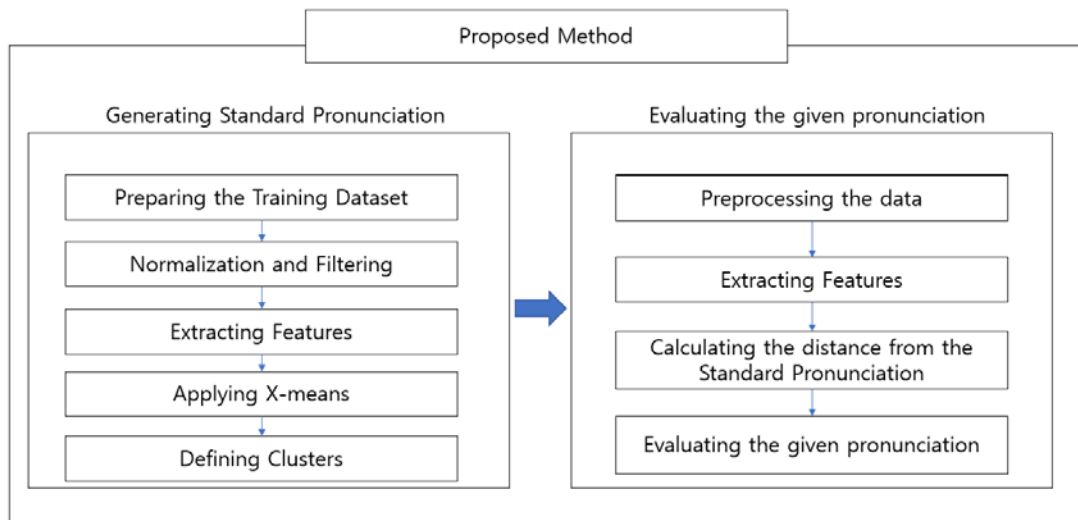 Proposed Method
Generating Standard Pronunciation
Preparing the Training Dataset
Normalization and Filtering
Extracting Features
Applying X-means
Defining Clusters
Evaluating the given pronunciation
Preprocessing the data
Extracting Features
Calculating the distance from the
Standard Pronunciation
Evaluating the given pronunciation